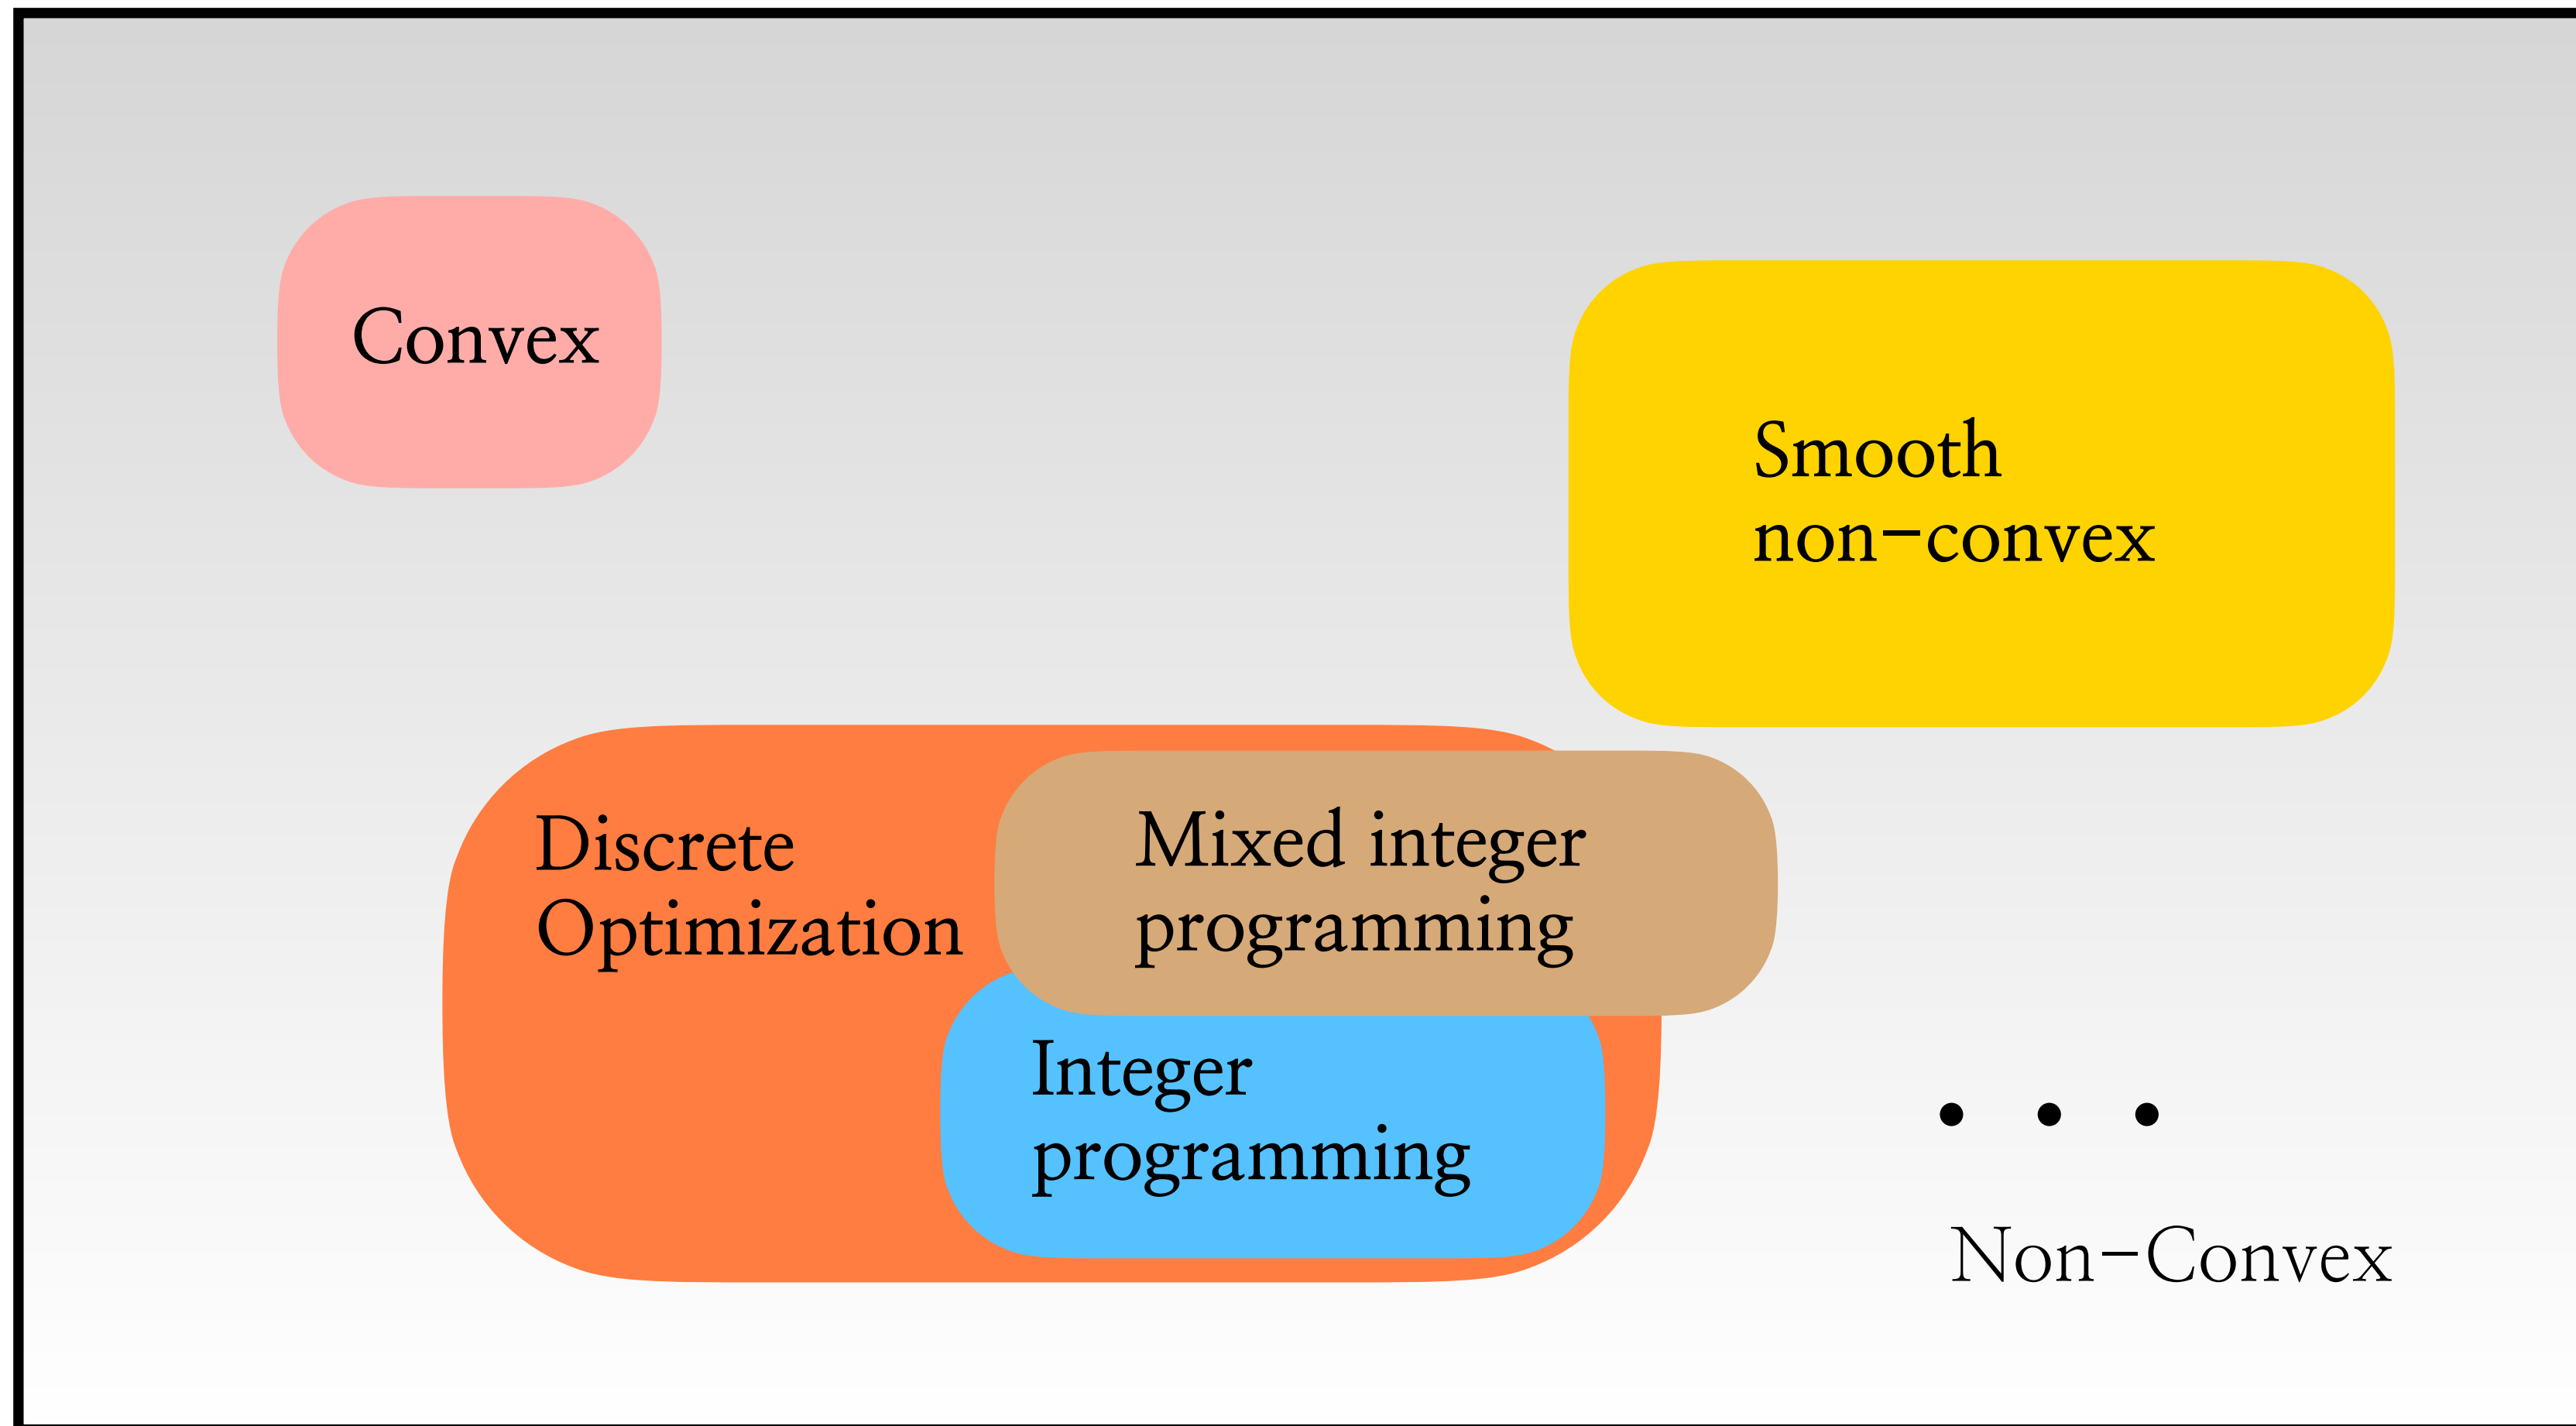 Convex
Smooth
non-convex
Discrete
Optimization
Mixed integer
programming
Integer
programming
. . .
Non-Convex